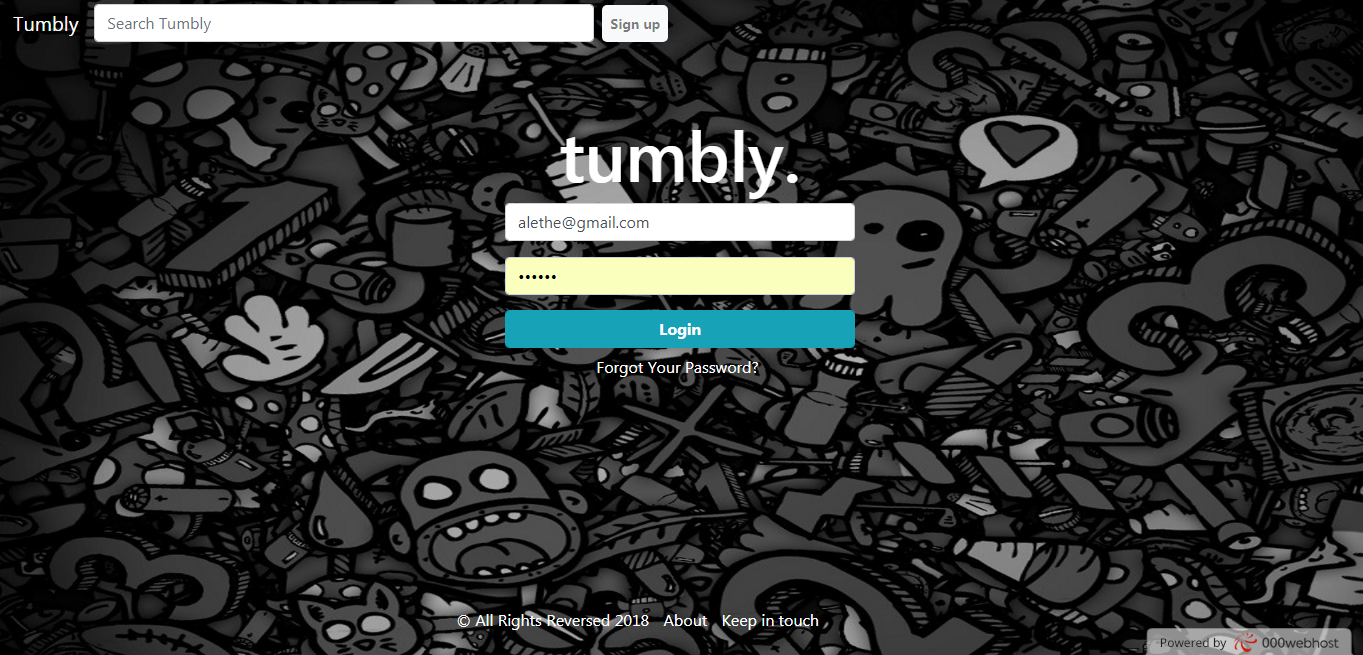 Tumbly Search Tumbly Sign up
tumbly.
alethe@gmail.com
••••••
Login
Forgot Your Password?
© All Rights Reversed 2018 About Keep in touch
Powered by 000webhost